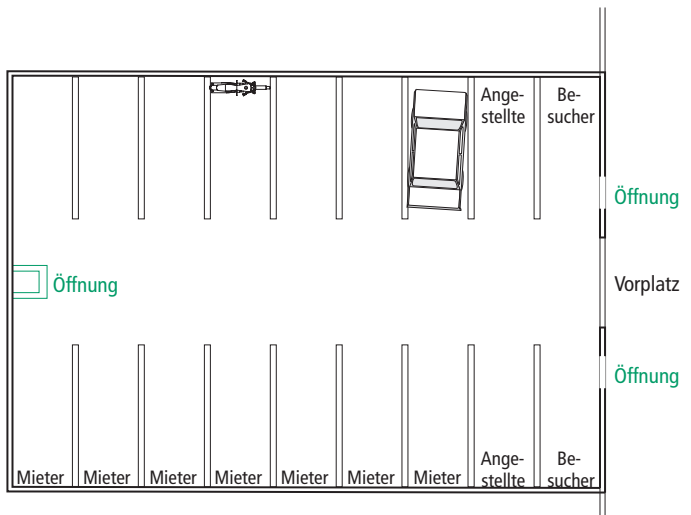 Ange-
stellte
Be-
sucher
Öffnung
Öffnung
Vorplatz
Öffnung
Mieter
Mieter
Mieter
Mieter
Mieter
Mieter
Mieter
Ange-
stellte
Be-
sucher